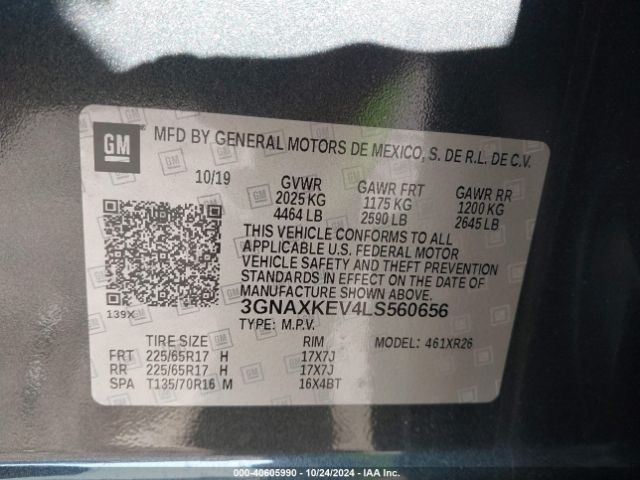 GM
MFD BY GENERAL MOTORS DE MEXICO, S. DE R.L. DE C.V.
10/19 GVWR GAWR FRT GAWR RR
2025 KG 1175 KG 1200 KG
4464 LB 2590 LB 2645 LB
THIS VEHICLE CONFORMS TO ALL
APPLICABLE U.S. FEDERAL MOTOR
VEHICLE SAFETY AND THEFT PREVENTION
STANDARDS IN EFFECT ON THE DATE OF
MANUFACTURE SHOWN ABOVE.
139X 3GNAXKEV4LS560656
TYPE: M.P.V.
TIRE SIZE RIM MODEL: 461XR26
FRT 225/65R17 H 17X7J
RR 225/65R17 H 17X7J
SPA T135/70R16 M 16X4BT
000-40605990 - 10/24/2024 - IAA Inc.